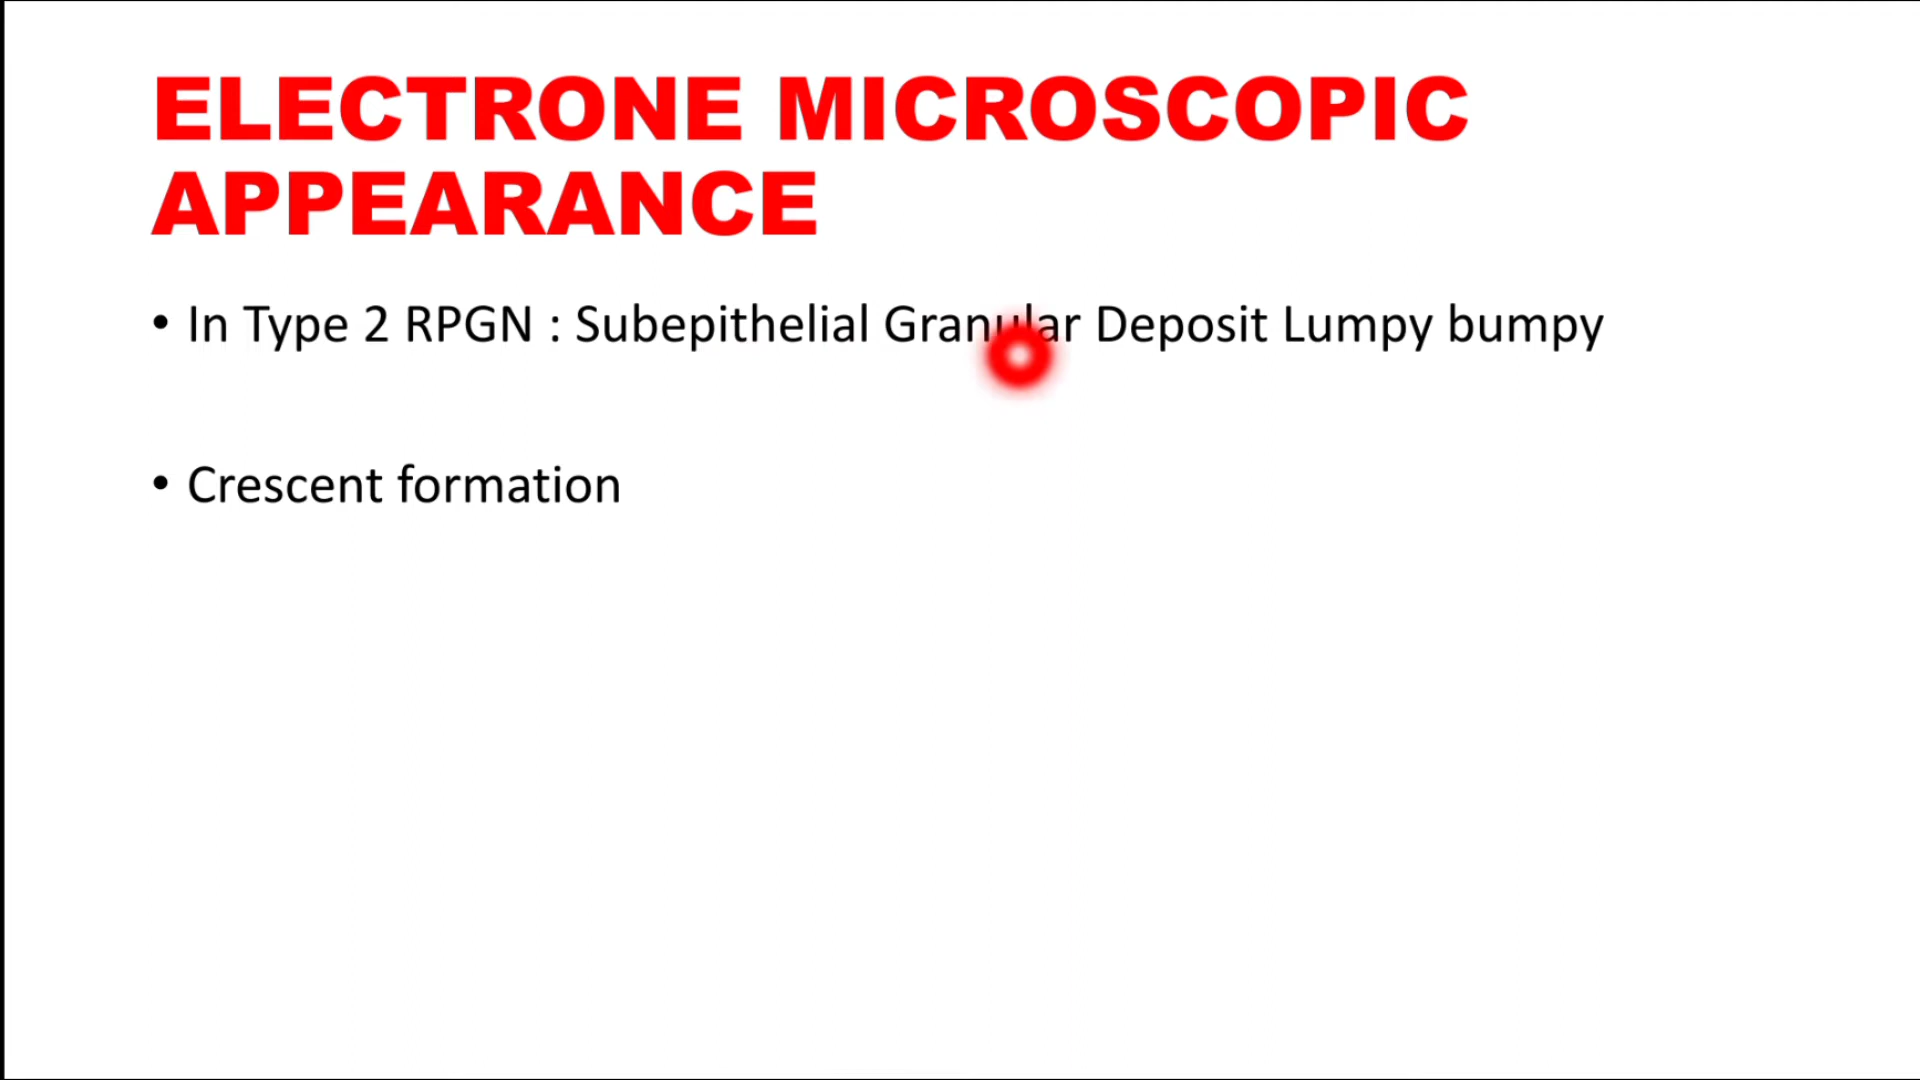 ELECTRONE MICROSCOPIC
APPEARANCE
• In Type 2 RPGN : Subepithelial Granular Deposit Lumpy bumpy
• Crescent formation